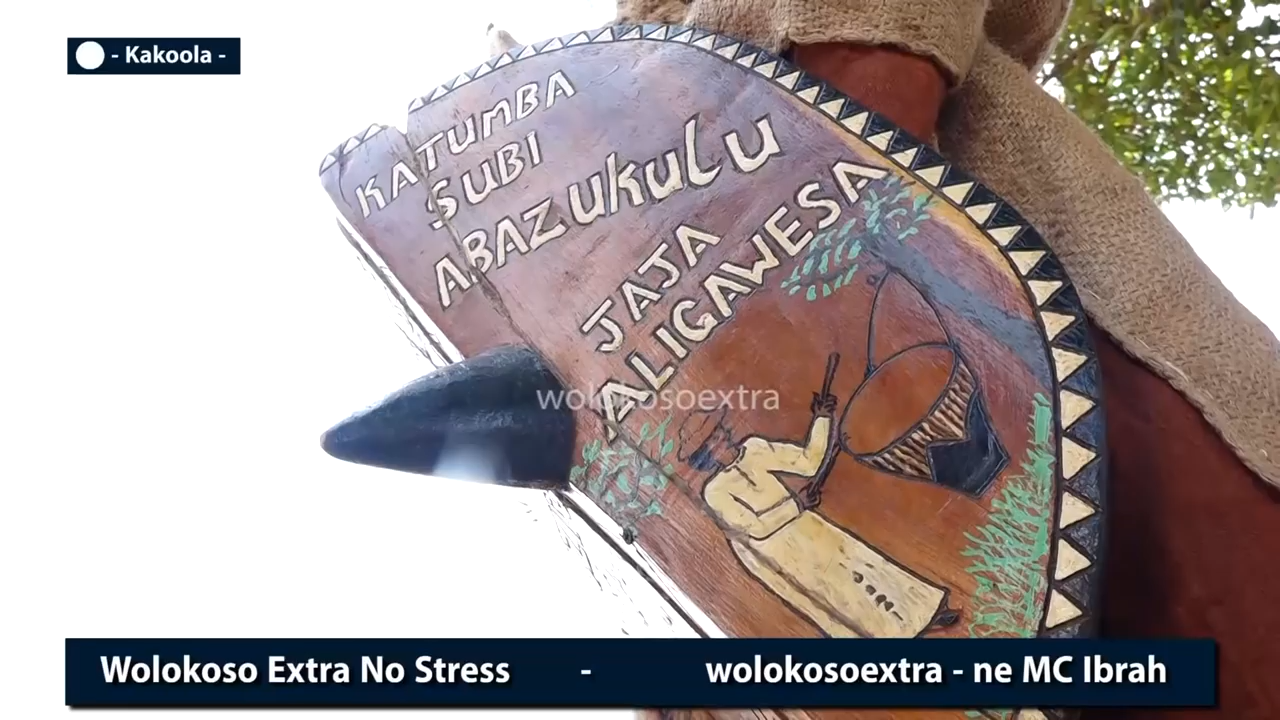 - Kakoola -
KATUMBA
SUBI
ABAZUKULU
JAJA
ALIGAWESA
wolokosoextra
Wolokoso Extra No Stress - wolokosoextra - ne MC Ibrah